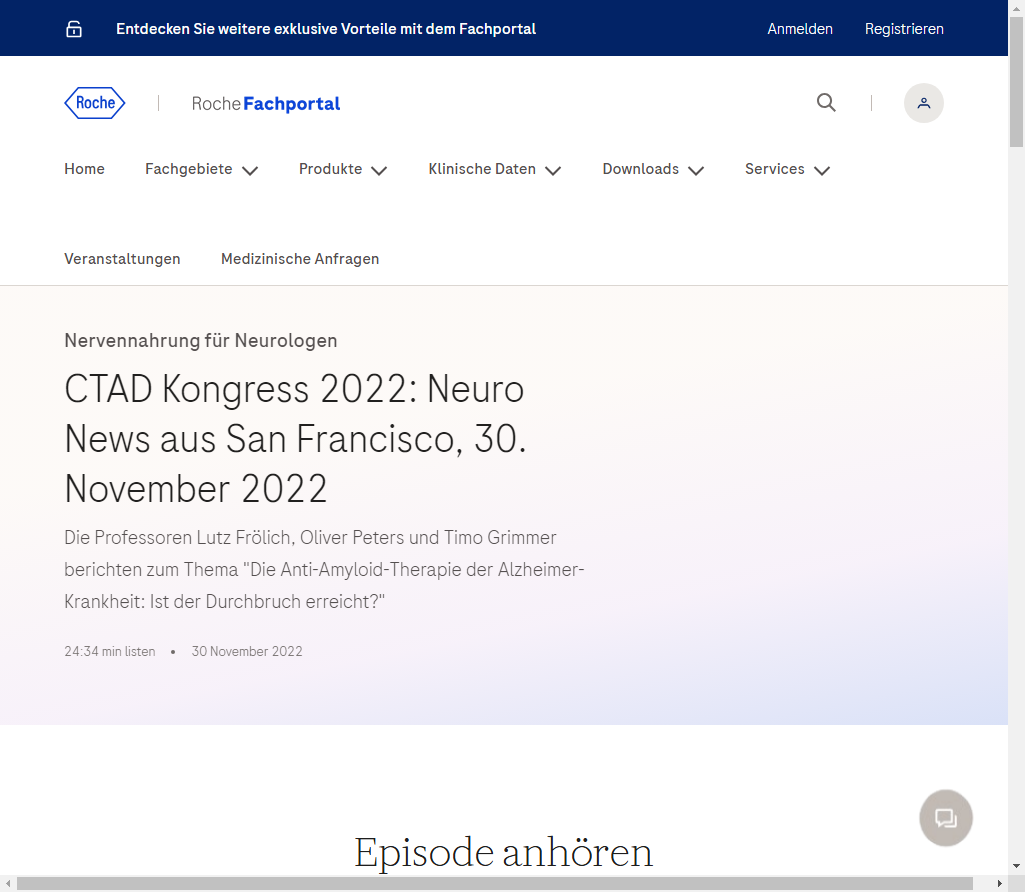 Entdecken Sie weitere exklusive Vorteile mit dem Fachportal
Anmelden
Registrieren
Roche
Roche Fachportal
Home
Fachgebiete
Produkte
Klinische Daten
Downloads
Services
Veranstaltungen
Medizinische Anfragen
Nervennahrung für Neurologen
CTAD Kongress 2022: Neuro
News aus San Francisco, 30.
November 2022
Die Professoren Lutz Frölich, Oliver Peters und Timo Grimmer
berichten zum Thema "Die Anti-Amyloid-Therapie der Alzheimer-
Krankheit: Ist der Durchbruch erreicht?"
24:34 min listen • 30 November 2022
Episode anhören